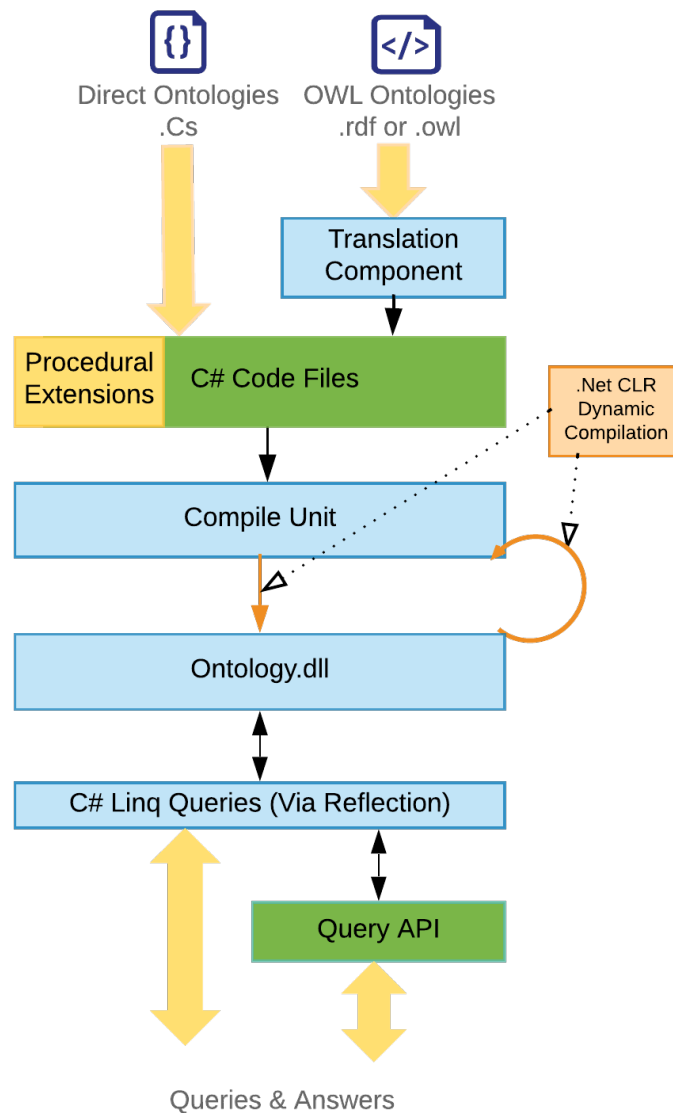 {}
</>
Direct Ontologies
.Cs
OWL Ontologies
.rdf or .owl
Translation
Component
Procedural
Extensions
C# Code Files
.Net CLR
Dynamic
Compilation
Compile Unit
Ontology.dll
C# Linq Queries (Via Reflection)
Query API
Queries & Answers